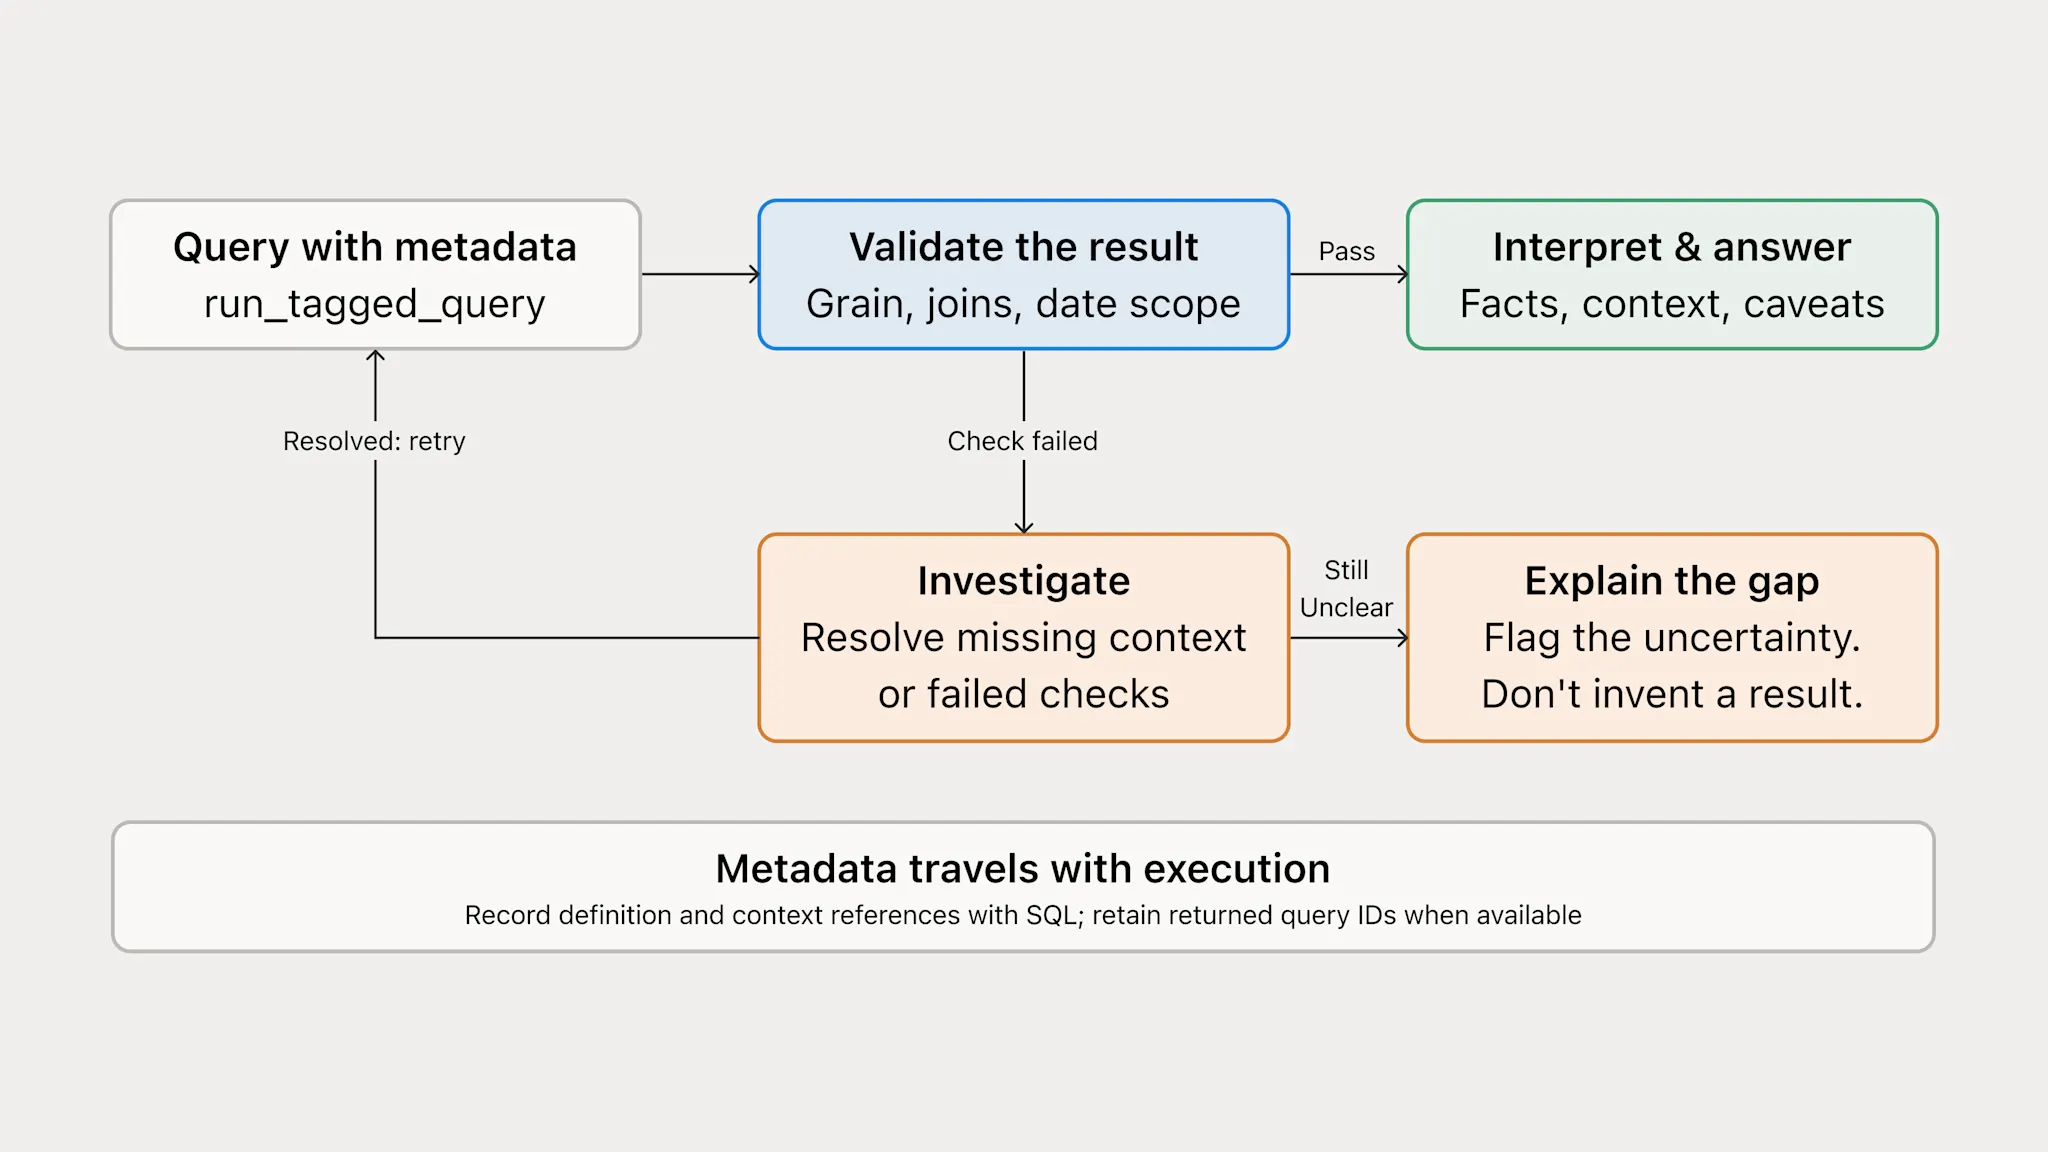 Query with metadata
run_tagged_query
Validate the result
Grain, joins, date scope
Pass
Interpret & answer
Facts, context, caveats
Resolved: retry
Check failed
Investigate
Resolve missing context
or failed checks
Still
Unclear
Explain the gap
Flag the uncertainty.
Don't invent a result.
Metadata travels with execution
Record definition and context references with SQL; retain returned query IDs when available